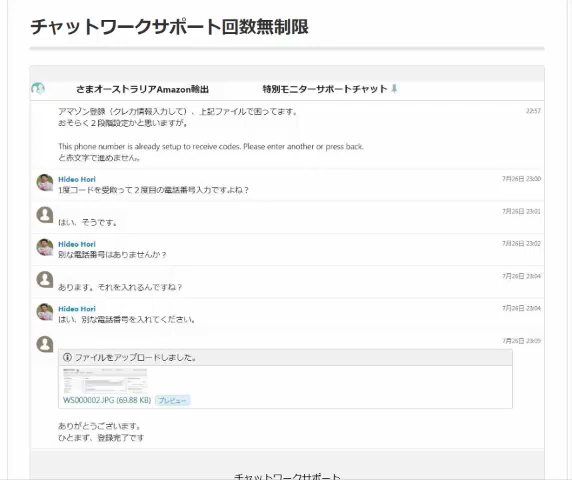 チャットワークサポート回数無制限
さまオーストラリアAmazon輸出 特別モニターサポートチャット
アマゾン登録（クレカ情報入力して）、上記ファイルで困ってます。 22:57
おそらく２段階設定かと思いますが。
This phone number is already setup to receive codes. Please enter another or press back.
と赤文字で進めません。
Hideo Hori 7月26日 23:00
1度コードを受取って２度目の電話番号入力ですよね？
7月26日 23:01
はい、そうです。
Hideo Hori 7月26日 23:02
別な電話番号はありませんか？
7月26日 23:04
あります。それを入れるんですね？
Hideo Hori 7月26日 23:04
はい、別な電話番号を入れてください。
7月26日 23:09
ファイルをアップロードしました。
WS000002.JPG (69.88 KB) プレビュー
ありがとうございます。
ひとまず、登録完了です
チャットワークサポート